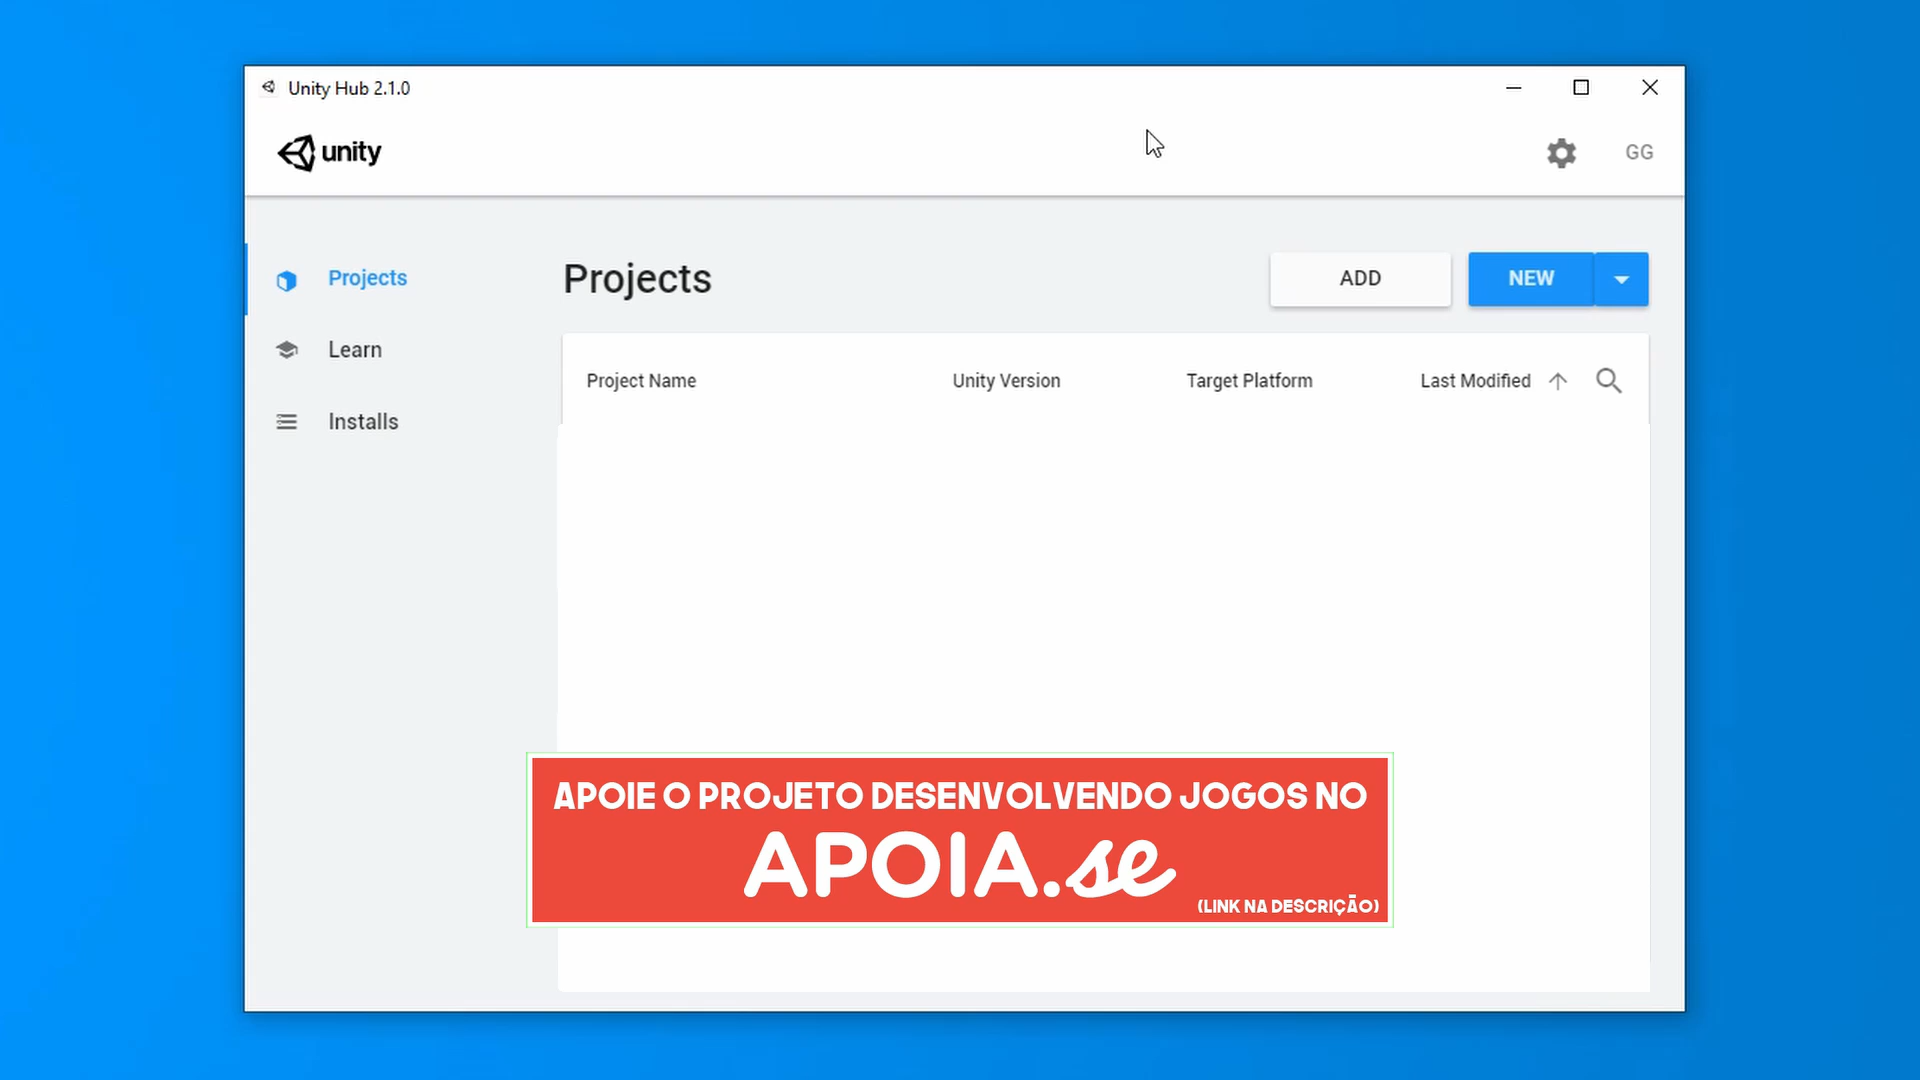 Unity Hub 2.1.0
unity
GG
Projects
Learn
Installs
Projects
ADD
NEW
Project Name
Unity Version
Target Platform
Last Modified
APOIE O PROJETO DESENVOLVENDO JOGOS NO
APOIA.se
(LINK NA DESCRIÇÃO)